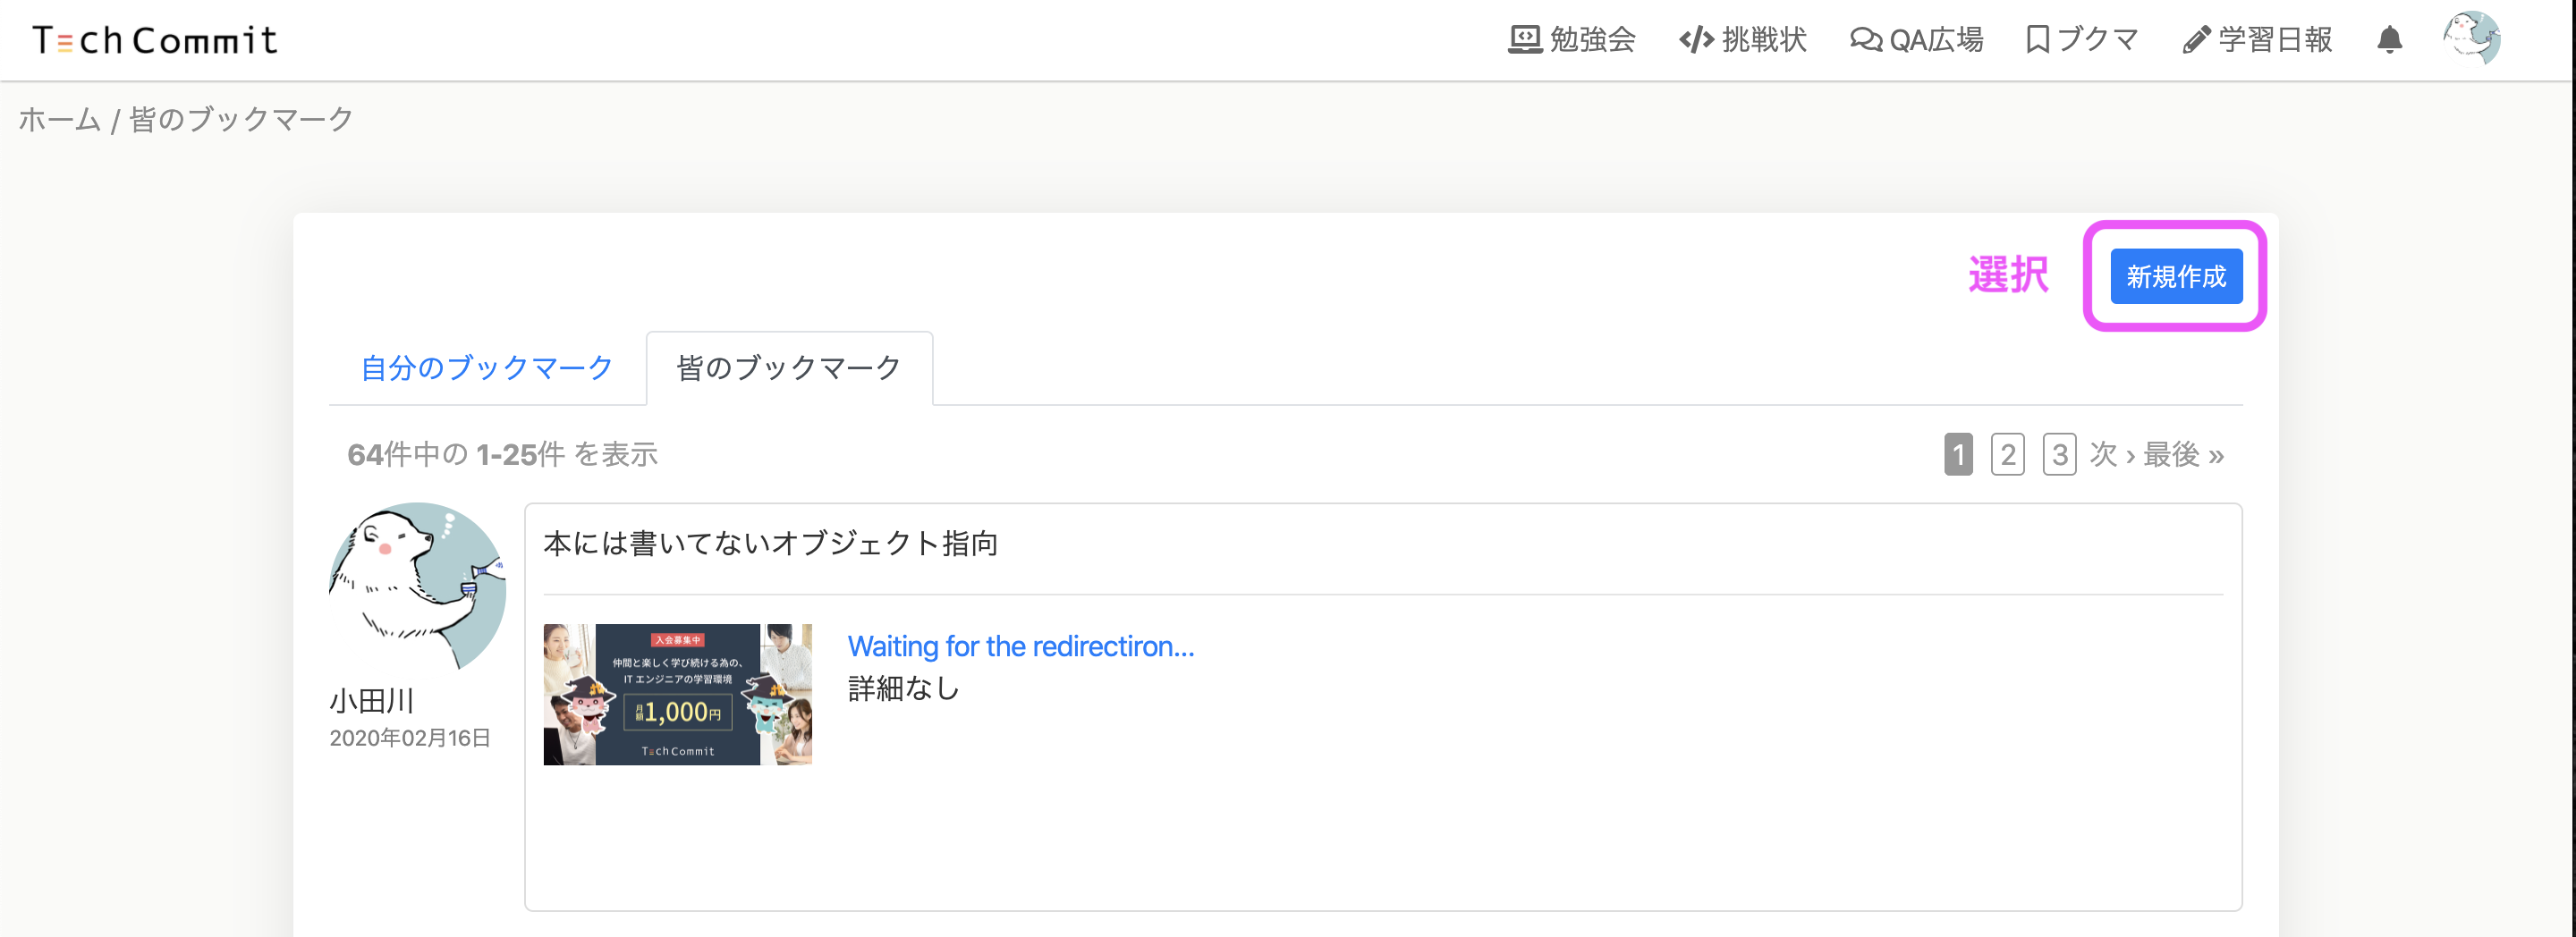 Tech Commit
勉強会
挑戦状
QA広場
ブクマ
学習日報
ホーム / 皆のブックマーク
選択
新規作成
自分のブックマーク
皆のブックマーク
64件中の 1-25件 を表示
1 2 3 次 › 最後 »
本には書いてないオブジェクト指向
入会募集中
仲間と楽しく学び続ける為の、
IT エンジニアの学習環境
月額1,000円
Tech Commit
Waiting for the redirectiron...
詳細なし
小田川
2020年02月16日